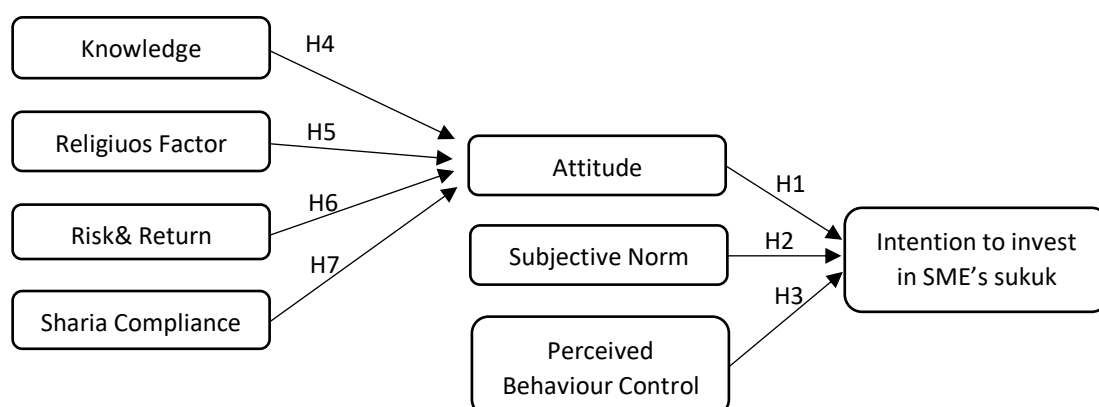 Knowledge
H4
Religiuos Factor
H5
Risk& Return
H6
Sharia Compliance
H7
Attitude
H1
Subjective Norm
H2
Perceived
Behaviour Control
H3
Intention to invest
in SME’s sukuk